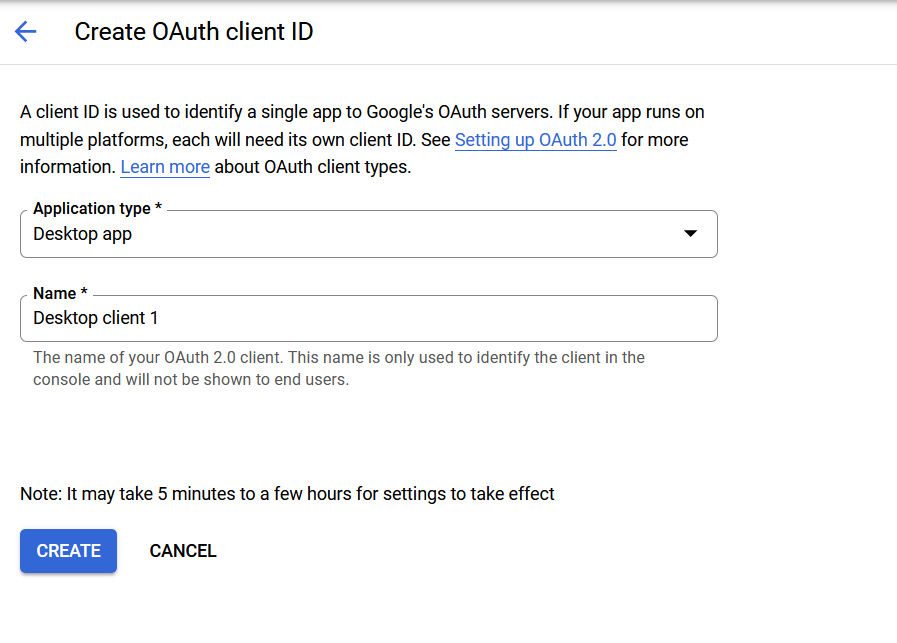 Create OAuth client ID
A client ID is used to identify a single app to Google's OAuth servers. If your app runs on
multiple platforms, each will need its own client ID. See Setting up OAuth 2.0 for more
information. Learn more about OAuth client types.
Application type *
Desktop app
Name *
Desktop client 1
The name of your OAuth 2.0 client. This name is only used to identify the client in the
console and will not be shown to end users.
Note: It may take 5 minutes to a few hours for settings to take effect
CREATE CANCEL